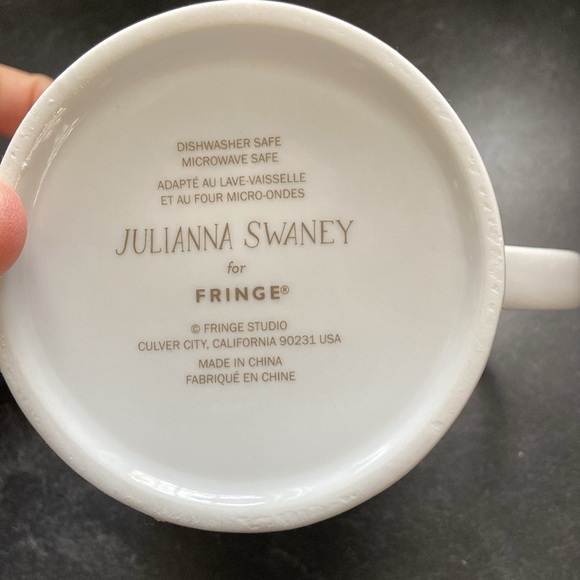 DISHWASHER SAFE
MICROWAVE SAFE
ADAPTÉ AU LAVE-VAISSELLE
ET AU FOUR MICRO-ONDES
JULIANNA SWANEY
for
FRINGE®
© FRINGE STUDIO
CULVER CITY, CALIFORNIA 90231 USA
MADE IN CHINA
FABRIQUÉ EN CHINE